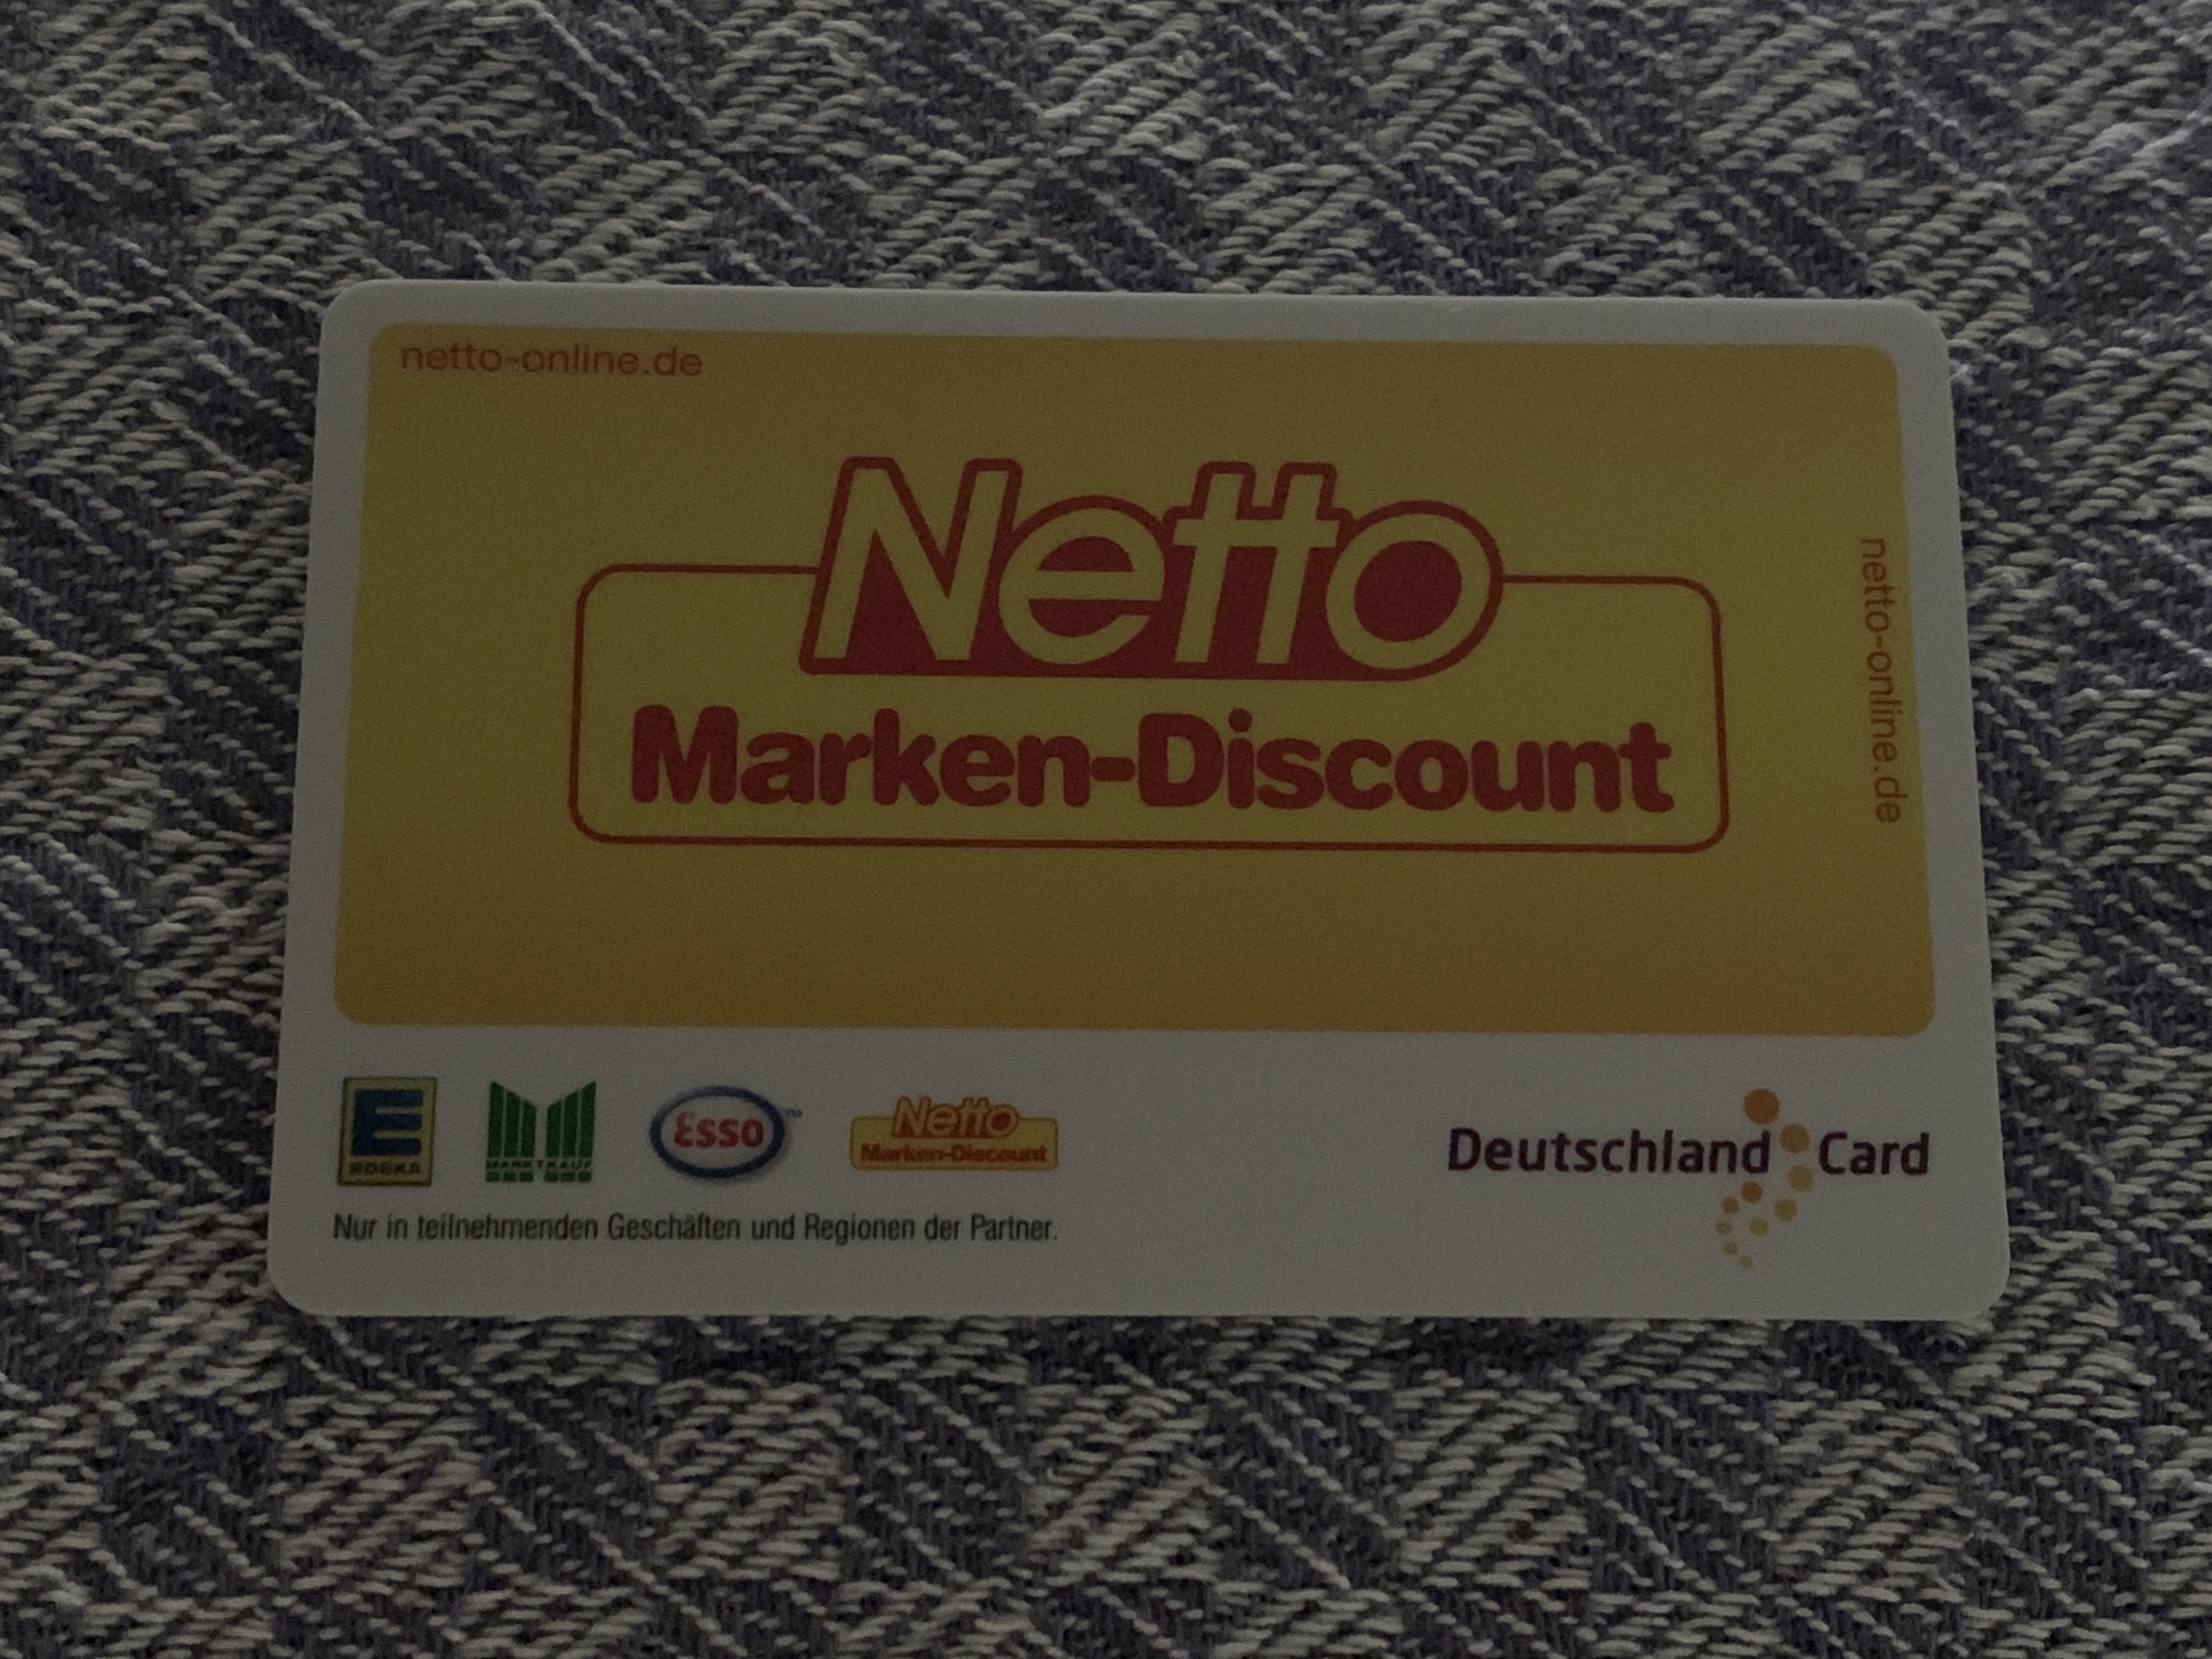 netto-online.de
Netto
Marken-Discount
netto-online.de
EDEKA
MARKTKAUF
Esso
TM
Netto
Marken-Discount
Deutschland Card
Nur in teilnehmenden Geschäften und Regionen der Partner.